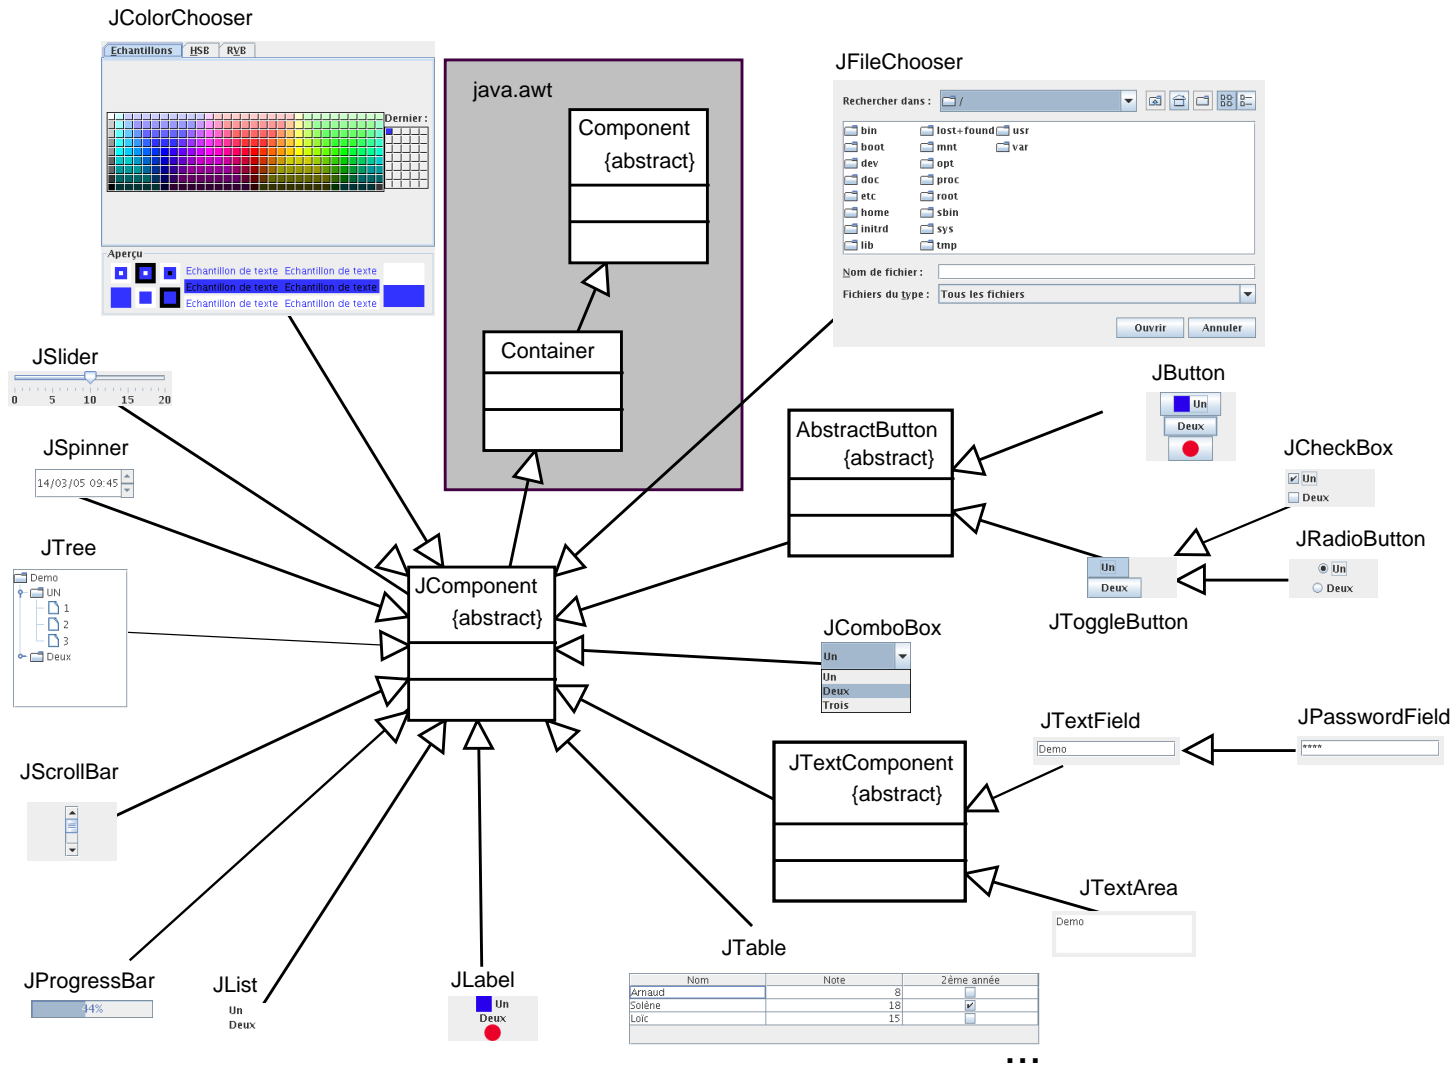 JColorChooser
Echantillons HSB RVB
Dernier :
Aperçu
Echantillon de texte Echantillon de texte
Echantillon de texte Echantillon de texte
Echantillon de texte Echantillon de texte
java.awt
Component
{abstract}
Container
JFileChooser
Rechercher dans : /
bin lost+found usr
boot mnt var
dev opt
doc proc
etc root
home sbin
initrd sys
lib tmp
Nom de fichier :
Fichiers du type : Tous les fichiers
Ouvrir Annuler
JSlider
0 5 10 15 20
JSpinner
14/03/05 09:45
JTree
Demo
UN
1
2
3
Deux
JComponent
{abstract}
AbstractButton
{abstract}
JButton
Un
Deux
JCheckBox
Un
Deux
JRadioButton
Un
Deux
Un
Deux
JToggleButton
JComboBox
Un
Un
Deux
Trois
JTextComponent
{abstract}
JTextField
Demo
JPasswordField
****
JTextArea
Demo
JScrollBar
JProgressBar
44%
JList
Un
Deux
JLabel
Un
Deux
JTable
Nom Note 2ème année
Arnaud 8
Solène 18
Loïc 15
...